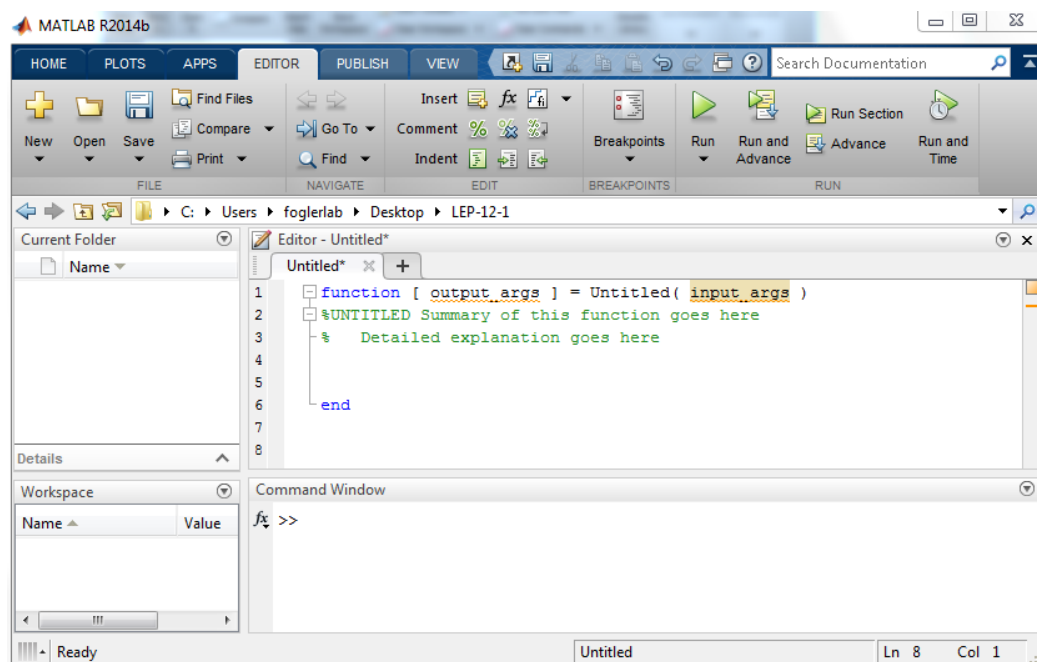 MATLAB R2014b
HOME PLOTS APPS EDITOR PUBLISH VIEW Search Documentation
New Open Save Find Files Compare Print
FILE
Go To Find
NAVIGATE
Insert fx fi
Comment % %
Indent
EDIT
Breakpoints
BREAKPOINTS
Run Run and Advance Run Section Advance Run and Time
RUN
C: Users foglerlab Desktop LEP-12-1
Current Folder
Name
Details
Workspace
Name Value
Editor - Untitled*
Untitled* +
1 function [ output_args ] = Untitled( input_args )
2 %UNTITLED Summary of this function goes here
3 % Detailed explanation goes here
4
5
6 end
7
8
Command Window
fx >>
Ready Untitled Ln 8 Col 1